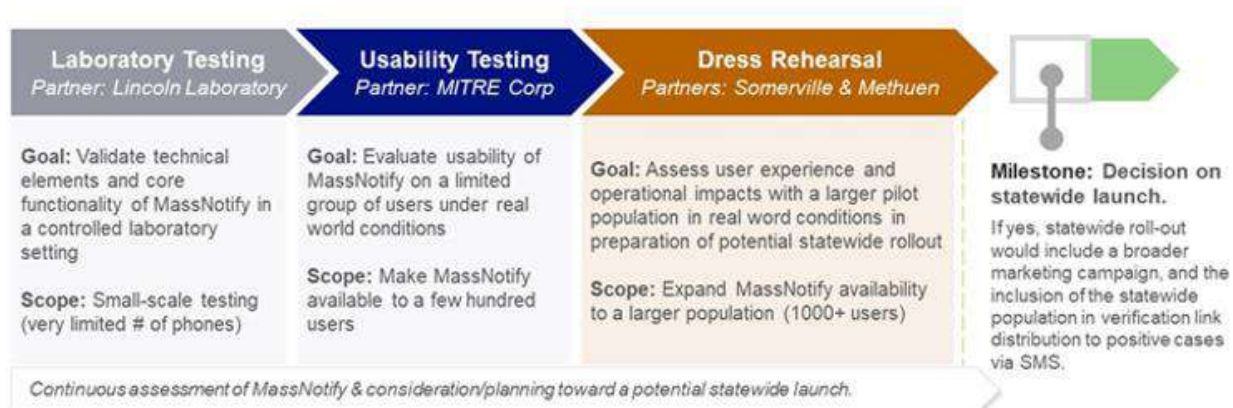 Laboratory Testing
Partner: Lincoln Laboratory
Usability Testing
Partner: MITRE Corp
Dress Rehearsal
Partners: Somerville & Methuen
Goal: Validate technical
elements and core
functionality of MassNotify in
a controlled laboratory
setting
Scope: Small-scale testing
(very limited # of phones)
Goal: Evaluate usability of
MassNotify on a limited
group of users under real
world conditions
Scope: Make MassNotify
available to a few hundred
users
Goal: Assess user experience and
operational impacts with a larger pilot
population in real word conditions in
preparation of potential statewide rollout
Scope: Expand MassNotify availability
to a larger population (1000+ users)
Milestone: Decision on
statewide launch.
If yes, statewide roll-out
would include a broader
marketing campaign, and the
inclusion of the statewide
population in verification link
distribution to positive cases
via SMS.
Continuous assessment of MassNotify & consideration/planning toward a potential statewide launch.